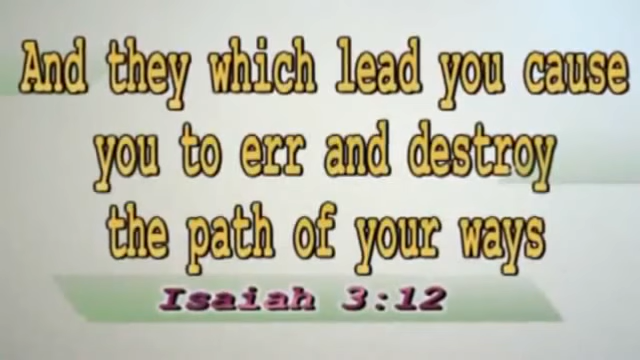 And they which lead you cause
you to err and destroy
the path of your ways
Isaiah 3:12